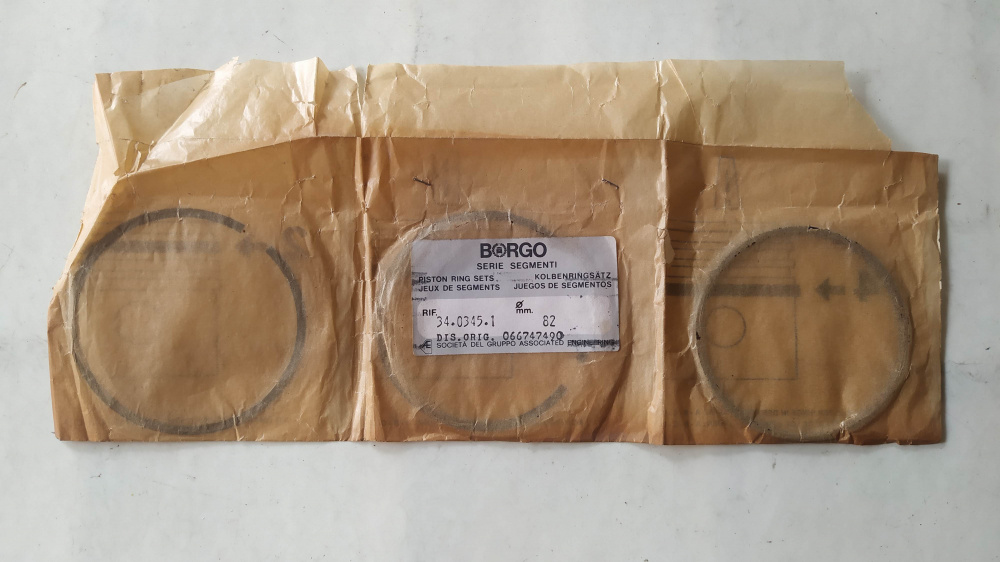 BORGO
SERIE SEGMENTI
PISTON RING SETS. KOLBENRINGSÄTZ
JEUX DE SEGMENTS JUEGOS DE SEGMENTOS
RIF. Ø mm.
34.0345.1 82
DIS.ORIG. 066747490
AE SOCIETÀ DEL GRUPPO ASSOCIATED ENGINEERING